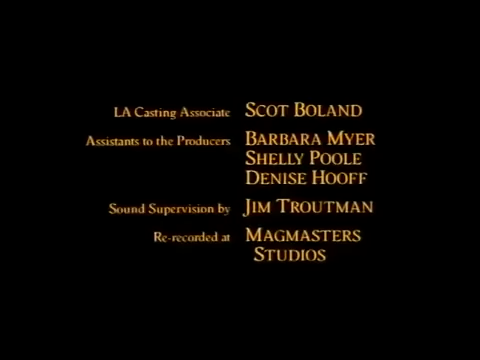 LA Casting Associate SCOT BOLAND
Assistants to the Producers BARBARA MYER
SHELLY POOLE
DENISE HOOFF
Sound Supervision by JIM TROUTMAN
Re-recorded at MAGMASTERS
STUDIOS